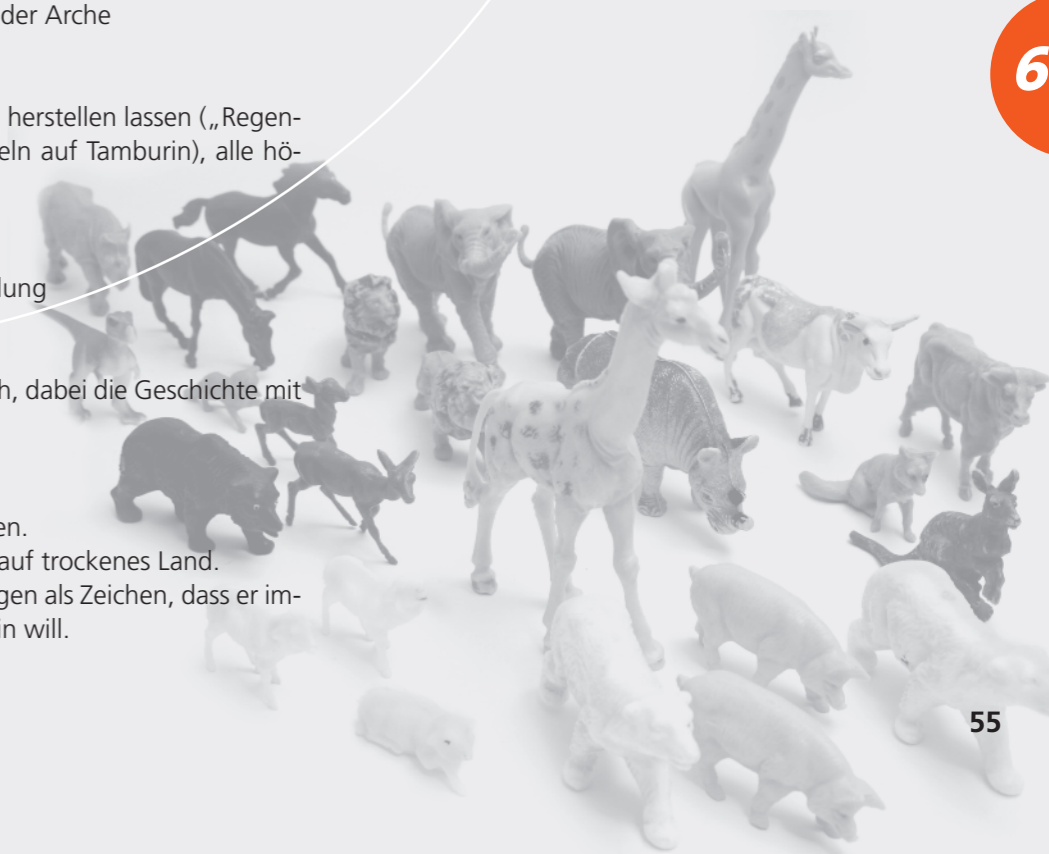 der Arche
6
herstellen lassen („Regen-
eln auf Tamburin), alle hö-
lung
h, dabei die Geschichte mit
en.
auf trockenes Land.
gen als Zeichen, dass er im-
in will.
55